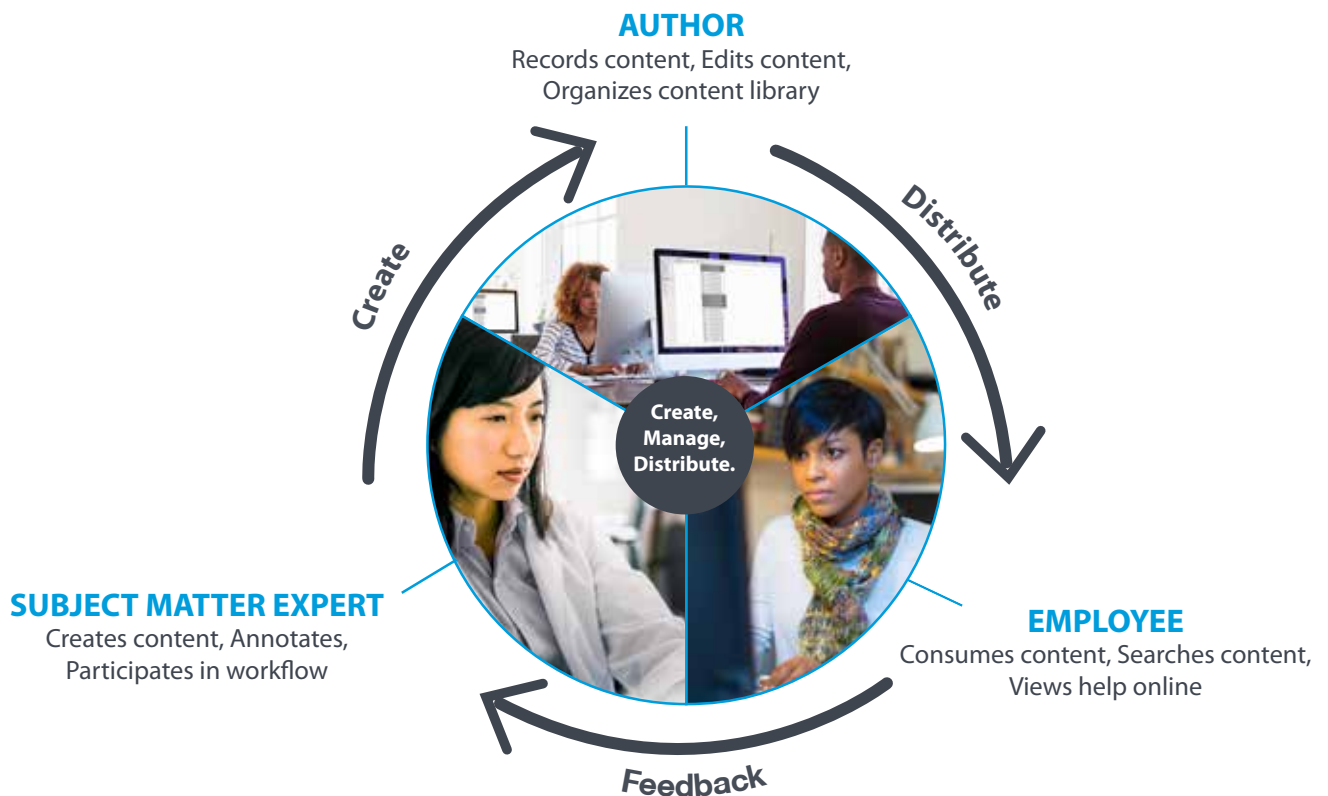 AUTHOR
Records content, Edits content,
Organizes content library
Create
Distribute
Create,
Manage,
Distribute.
SUBJECT MATTER EXPERT
Creates content, Annotates,
Participates in workflow
EMPLOYEE
Consumes content, Searches content,
Views help online
Feedback